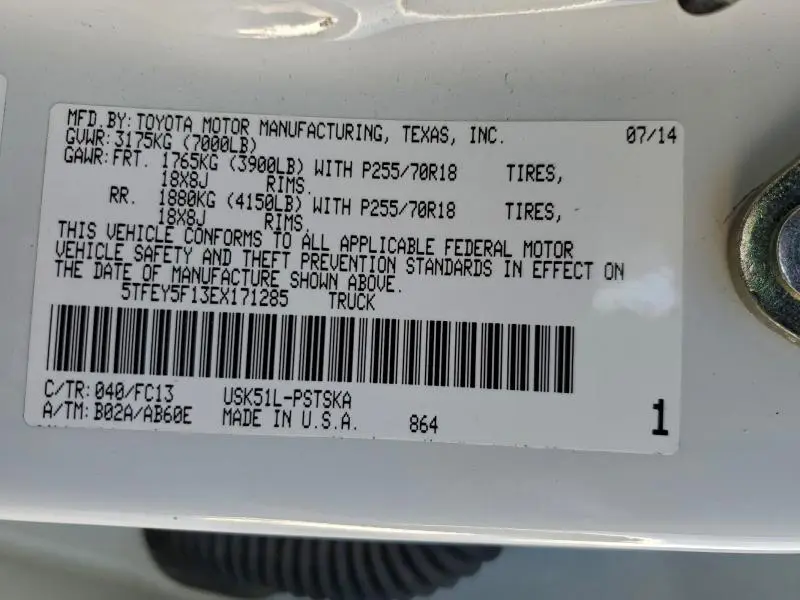 MFD. BY: TOYOTA MOTOR MANUFACTURING, TEXAS, INC. 07/14
GVWR: 3175KG (7000LB)
GAWR: FRT. 1765KG (3900LB) WITH P255/70R18 TIRES,
18X8J RIMS.
RR. 1880KG (4150LB) WITH P255/70R18 TIRES,
18X8J RIMS.
THIS VEHICLE CONFORMS TO ALL APPLICABLE FEDERAL MOTOR
VEHICLE SAFETY AND THEFT PREVENTION STANDARDS IN EFFECT ON
THE DATE OF MANUFACTURE SHOWN ABOVE.
5TFEY5F13EX171285 TRUCK
C/TR: 040/FC13 USK51L-PSTSKA
A/TM: B02A/AB60E MADE IN U.S.A. 864 1